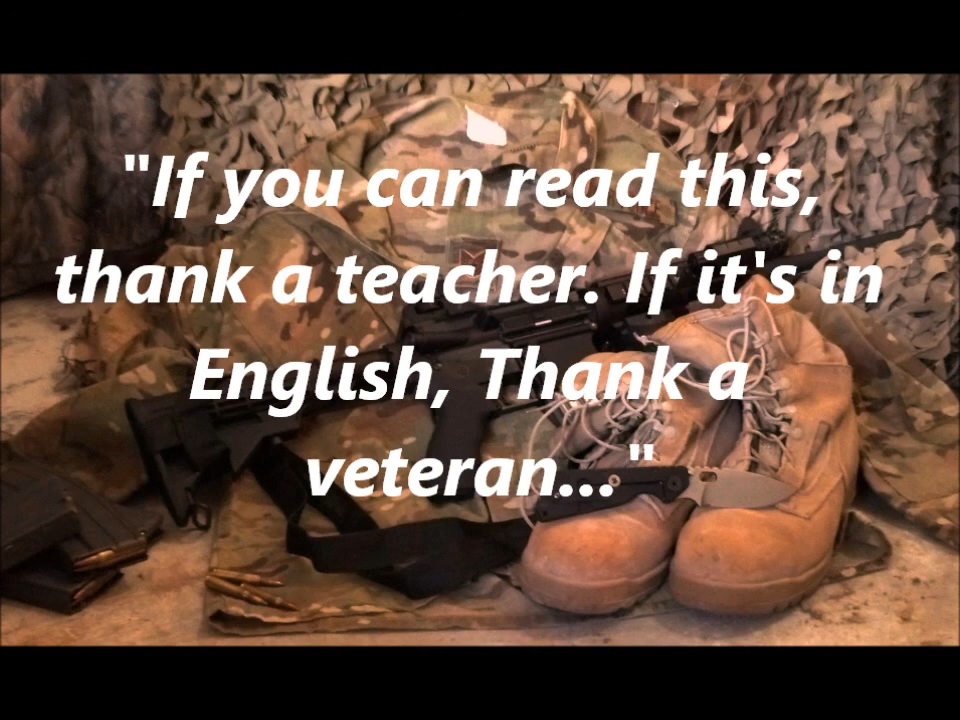 "If you can read this,
thank a teacher. If it's in
English, Thank a
veteran..."